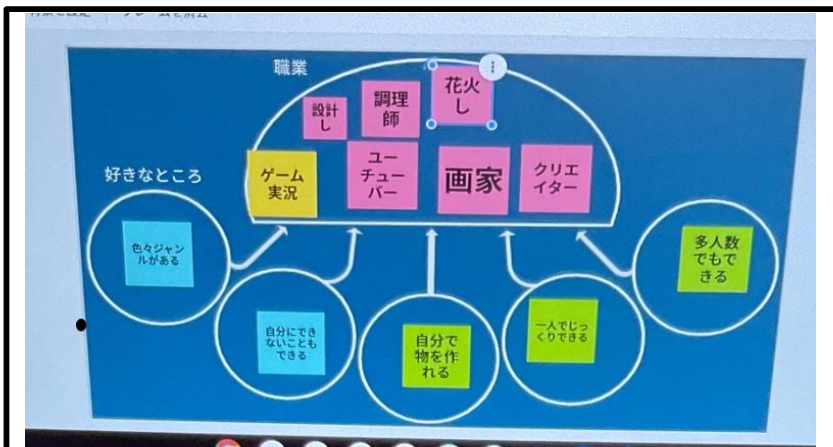 職業
花火
し
調理
師
設計
し
ゲーム
実況
ユー
チュー
バー
画家
クリエ
イター
好きなところ
色々ジャン
ルがある
自分にでき
ないことも
できる
自分で
物を作
れる
一人でじっ
くりできる
多人数
でもで
きる